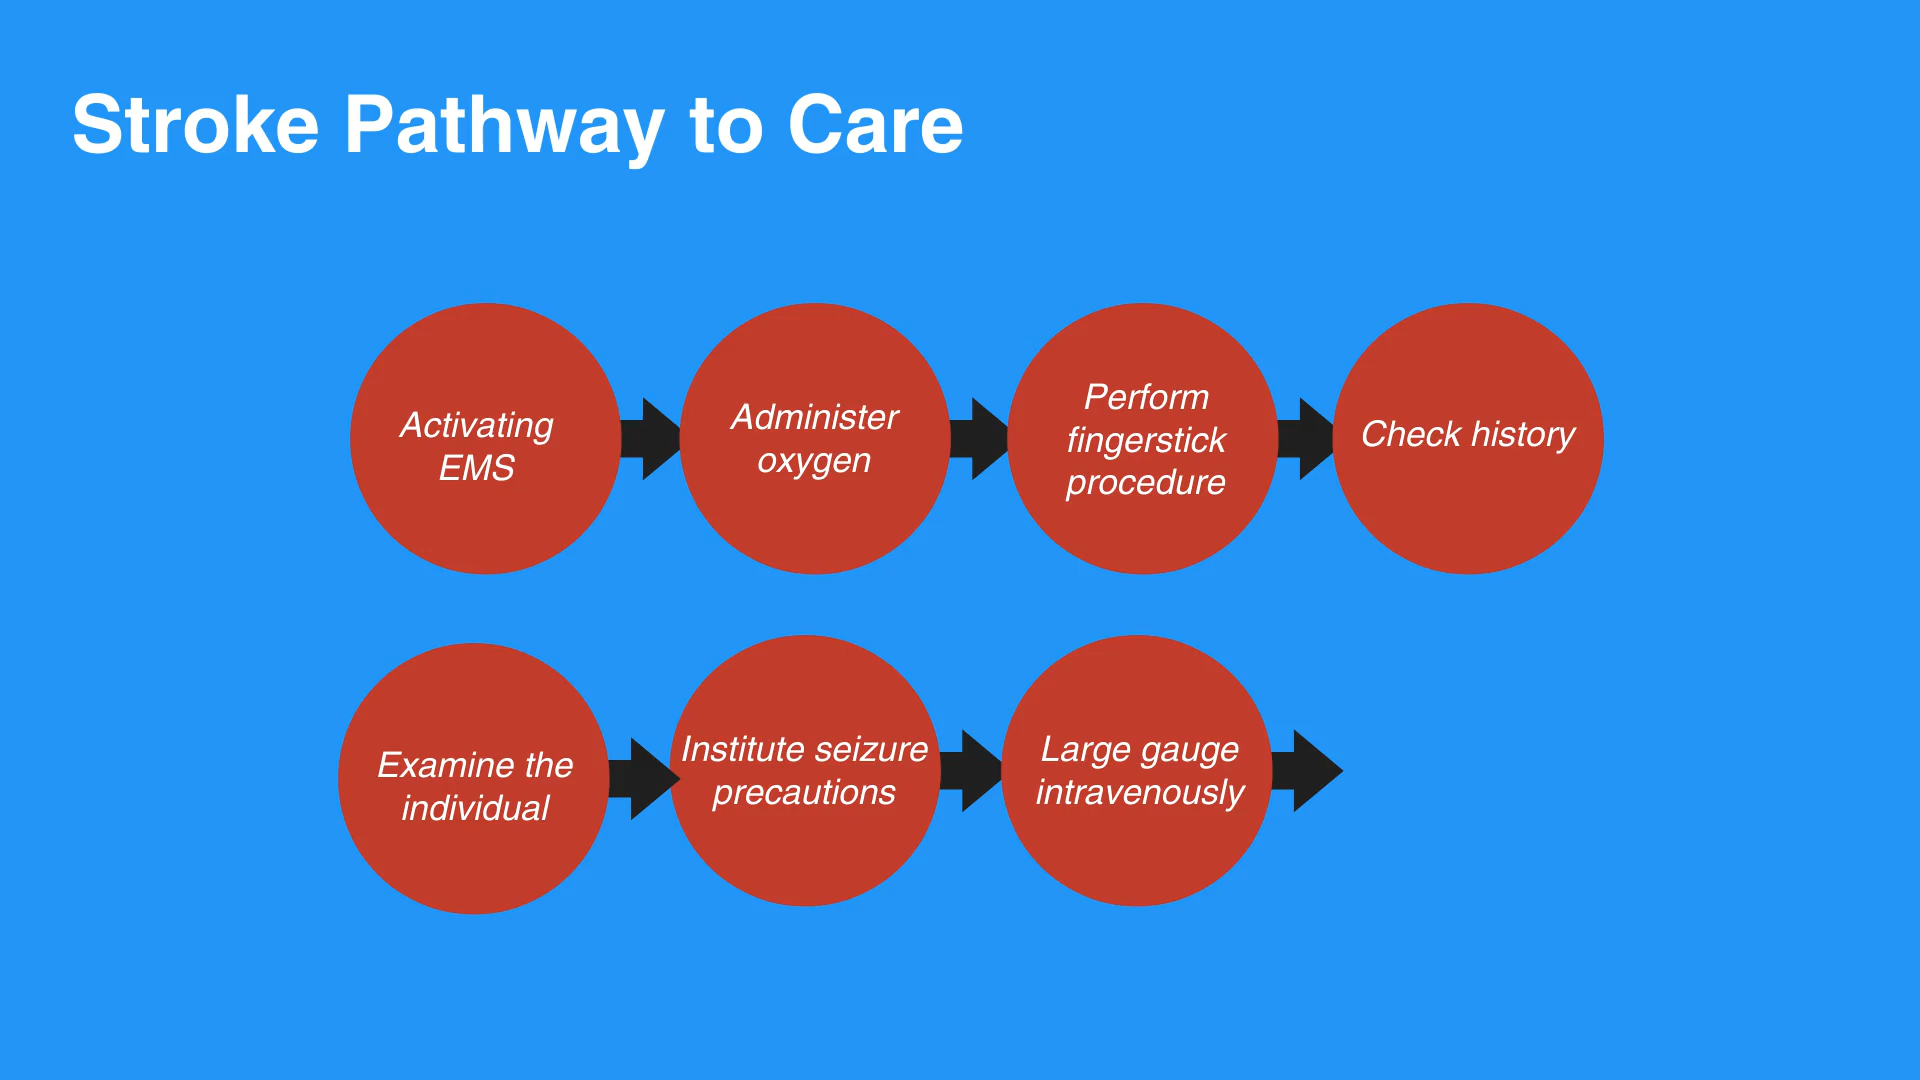 Stroke Pathway to Care
Activating
EMS
Administer
oxygen
Perform
fingerstick
procedure
Check history
Examine the
individual
Institute seizure
precautions
Large gauge
intravenously